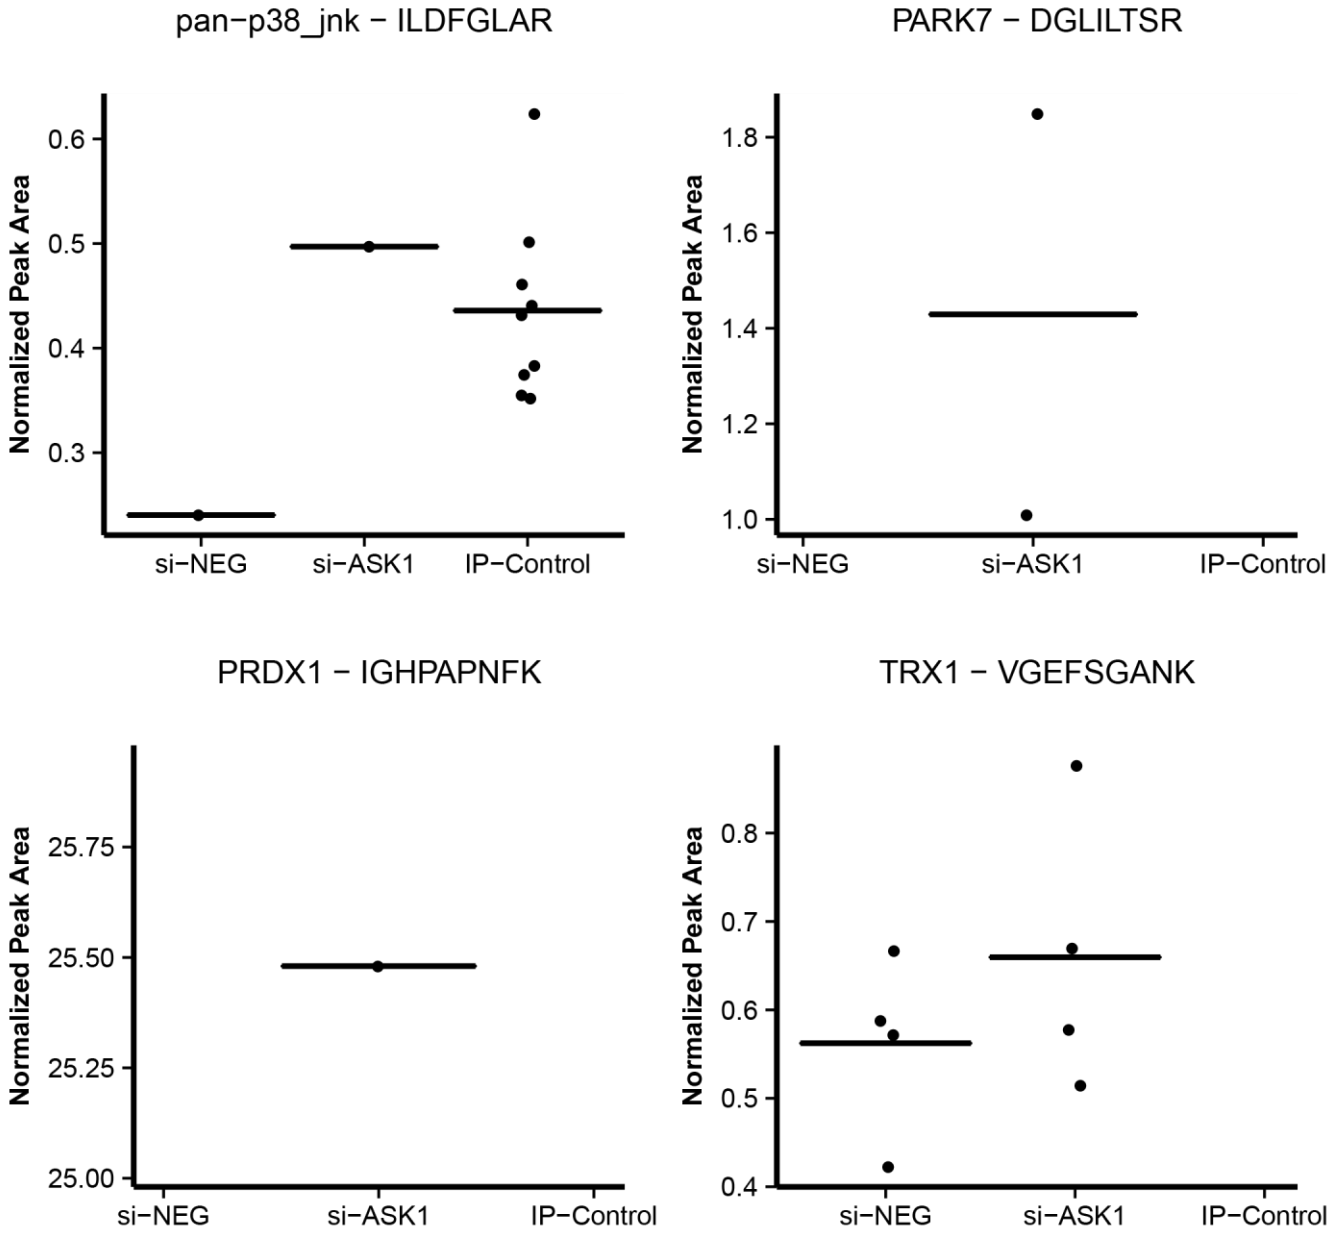 pan−p38_jnk − ILDFGLAR
Normalized Peak Area
0.6
0.5
0.4
0.3
si−NEG si−ASK1 IP−Control
PARK7 − DGLILTSR
Normalized Peak Area
1.8
1.6
1.4
1.2
1.0
si−NEG si−ASK1 IP−Control
PRDX1 − IGHPAPNFK
Normalized Peak Area
25.75
25.50
25.25
25.00
si−NEG si−ASK1 IP−Control
TRX1 − VGEFSGANK
Normalized Peak Area
0.8
0.7
0.6
0.5
0.4
si−NEG si−ASK1 IP−Control